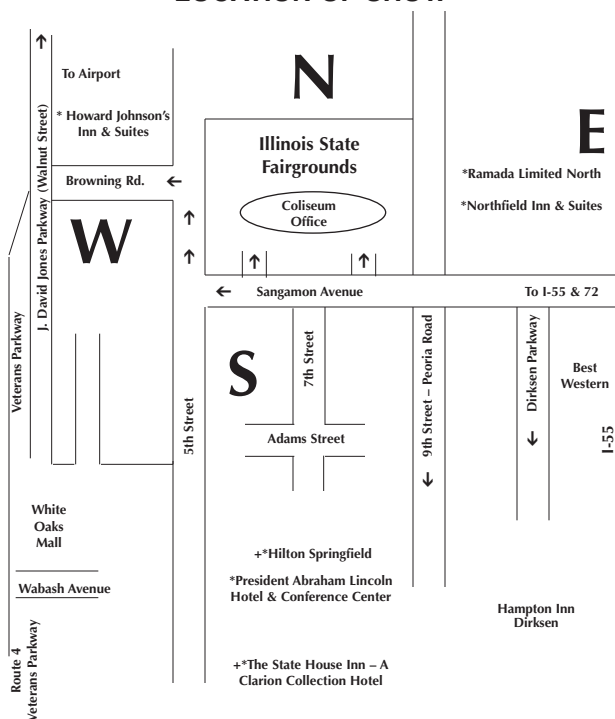 N
To Airport
* Howard Johnson's
Inn & Suites
Illinois State
Fairgrounds
E
*Ramada Limited North
*Northfield Inn & Suites
Browning Rd.
Coliseum
Office
W
J. David Jones Parkway (Walnut Street)
Veterans Parkway
Sangamon Avenue
To I-55 & 72
S
7th Street
5th Street
9th Street – Peoria Road
Dirksen Parkway
Best
Western
I-55
Adams Street
White
Oaks
Mall
+*Hilton Springfield
*President Abraham Lincoln
Hotel & Conference Center
Wabash Avenue
Hampton Inn
Dirksen
Route 4
Veterans Parkway
+*The State House Inn – A
Clarion Collection Hotel